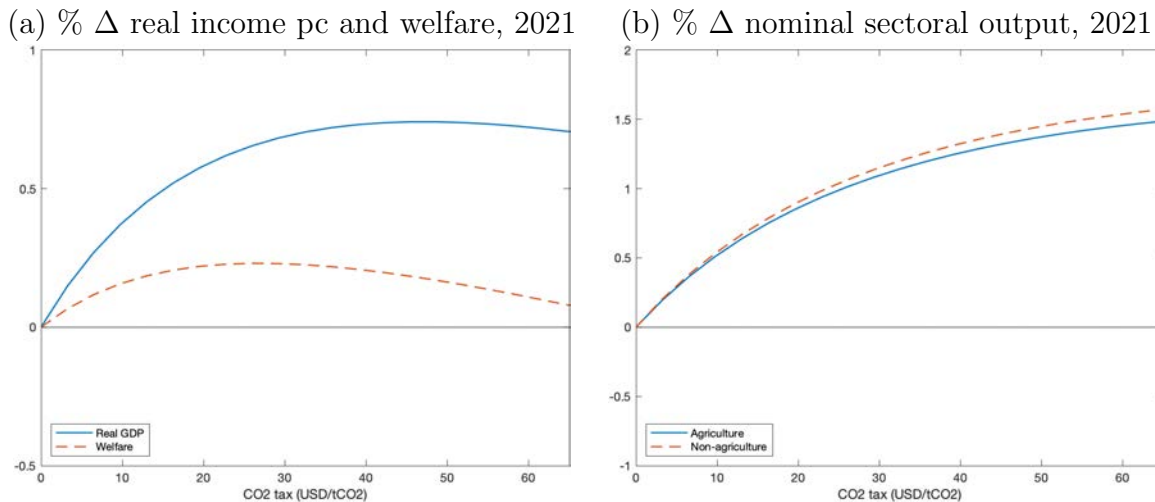 (a) % Δ real income pc and welfare, 2021
1
0.5
0
-0.5
Real GDP
Welfare
0 10 20 30 40 50 60
CO2 tax (USD/tCO2)
(b) % Δ nominal sectoral output, 2021
2
1.5
1
0.5
0
-0.5
-1
Agriculture
Non-agriculture
0 10 20 30 40 50 60
CO2 tax (USD/tCO2)